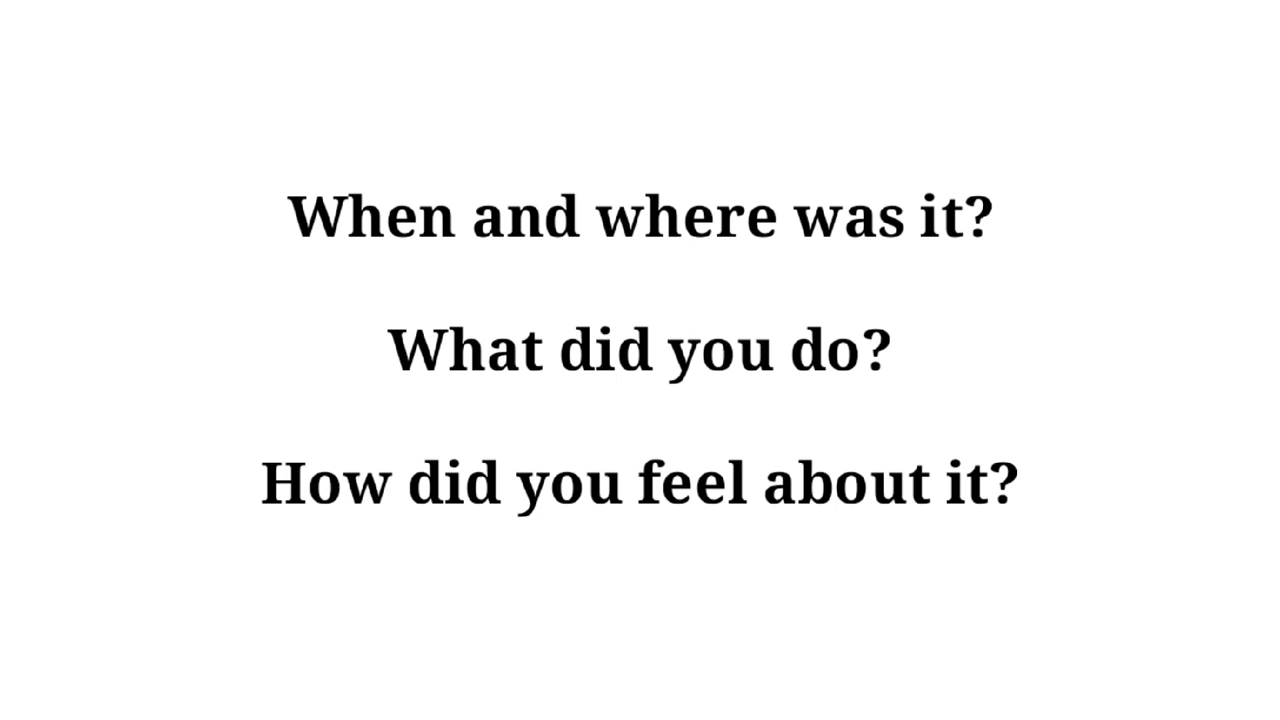 When and where was it?
What did you do?
How did you feel about it?